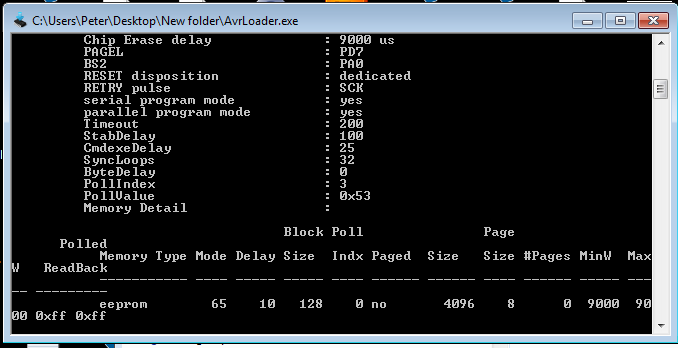 C:\Users\Peter\Desktop\New folder\AvrLoader.exe
Chip Erase delay : 9000 us
PAGEL : PD7
BS2 : PA0
RESET disposition : dedicated
RETRY pulse : SCK
serial program mode : yes
parallel program mode : yes
Timeout : 200
StabDelay : 100
CmdexeDelay : 25
SyncLoops : 32
ByteDelay : 0
PollIndex : 3
PollValue : 0x53
Memory Detail :
Block Poll Page
Polled
Memory Type Mode Delay Size Indx Paged Size Size #Pages MinW Max
W ReadBack
----------- ---- ----- ----- ---- ------ ------ ---- ------ ----- ---
-- ---------
eeprom 65 10 128 0 no 4096 8 0 9000 90
00 0xff 0xff